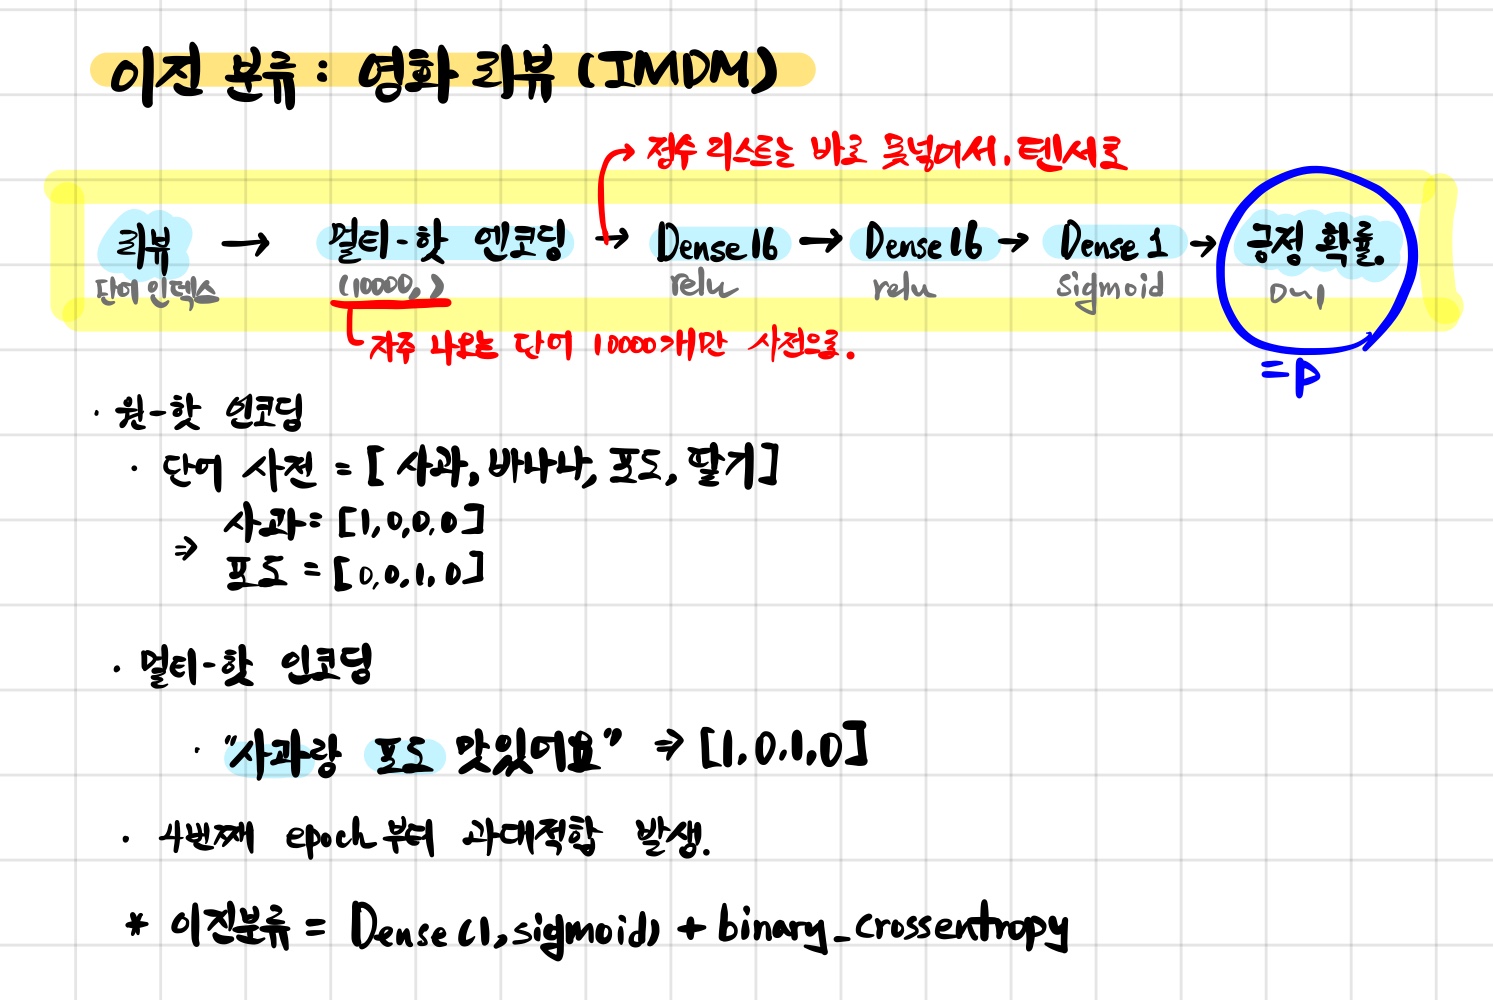 이진 분류 : 영화 리뷰 (IMDM)
점수 리스트는 바로 못넣어서. 텐서로
리뷰 → 멀티-핫 엔코딩 → Dense 16 → Dense 16 → Dense 1 → 긍정 확률.
단어 인덱스 (10000,) relu relu sigmoid 0~1
자주 나오는 단어 10000개만 사전으로.
= p
· 원-핫 인코딩
· 단어 사전 = [ 사과, 바나나, 포도, 딸기]
사과 = [1,0,0,0]
⇒
포도 = [0,0,1,0]
· 멀티-핫 인코딩
· "사과랑 포도 맛있어요" ⇒ [1,0,1,0]
· 4번째 epoch부터 과대적합 발생.
* 이진분류 = Dense (1, sigmoid) + binary_crossentropy